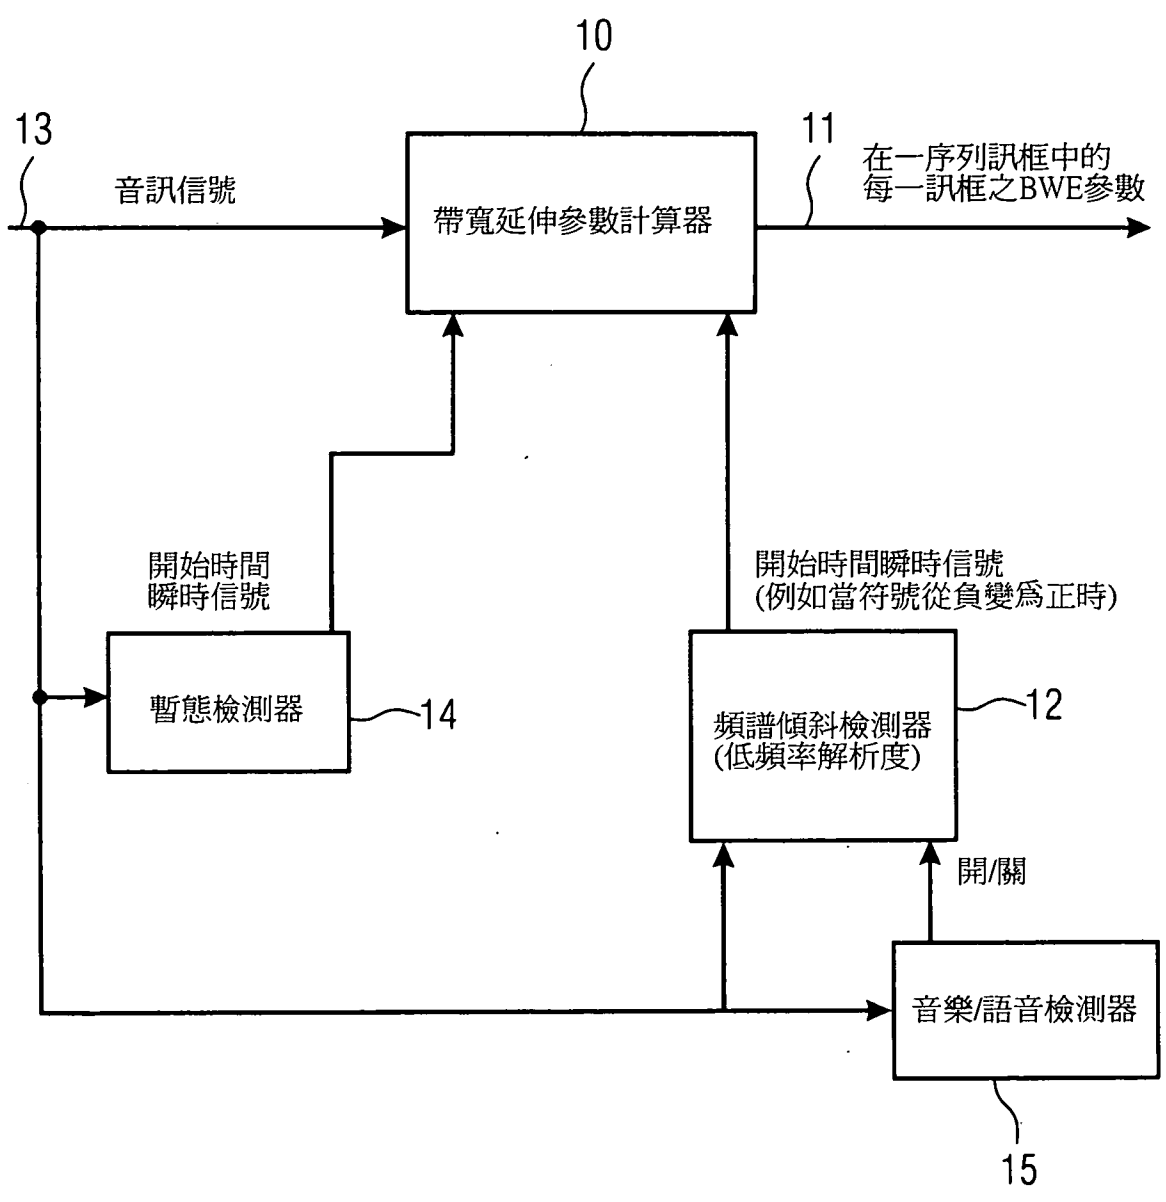 10
13
11
在一序列訊框中的
每一訊框之BWE參數
音訊信號
帶寬延伸參數計算器
開始時間
瞬時信號
開始時間瞬時信號
(例如當符號從負變爲正時)
暫態檢測器
14
12
頻譜傾斜檢測器
(低頻率解析度)
開/關
音樂/語音檢測器
15